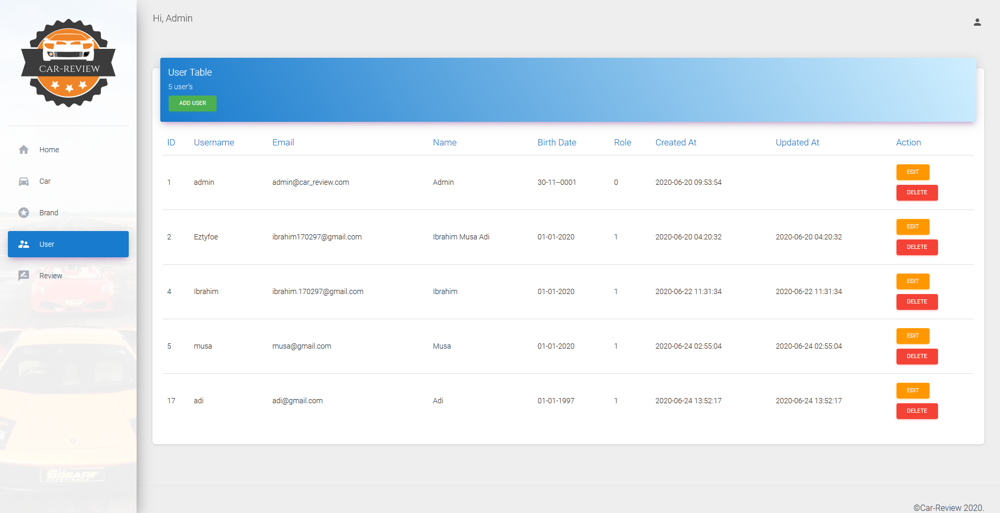 CAR-REVIEW
Home
Car
Brand
User
Review
6GEAR
EXPERIENCE
Hi, Admin
User Table
5 user's
ADD USER
ID Username Email Name Birth Date Role Created At Updated At Action
1 admin admin@car_review.com Admin 30-11--0001 0 2020-06-20 09:53:54 EDIT DELETE
2 Eztyfoe ibrahim170297@gmail.com Ibrahim Musa Adi 01-01-2020 1 2020-06-20 04:20:32 2020-06-20 04:20:32 EDIT DELETE
4 Ibrahim ibrahim.170297@gmail.com Ibrahim 01-01-2020 1 2020-06-22 11:31:34 2020-06-22 11:31:34 EDIT DELETE
5 musa musa@gmail.com Musa 01-01-2020 1 2020-06-24 02:55:04 2020-06-24 02:55:04 EDIT DELETE
17 adi adi@gmail.com Adi 01-01-1997 1 2020-06-24 13:52:17 2020-06-24 13:52:17 EDIT DELETE
©Car-Review 2020.